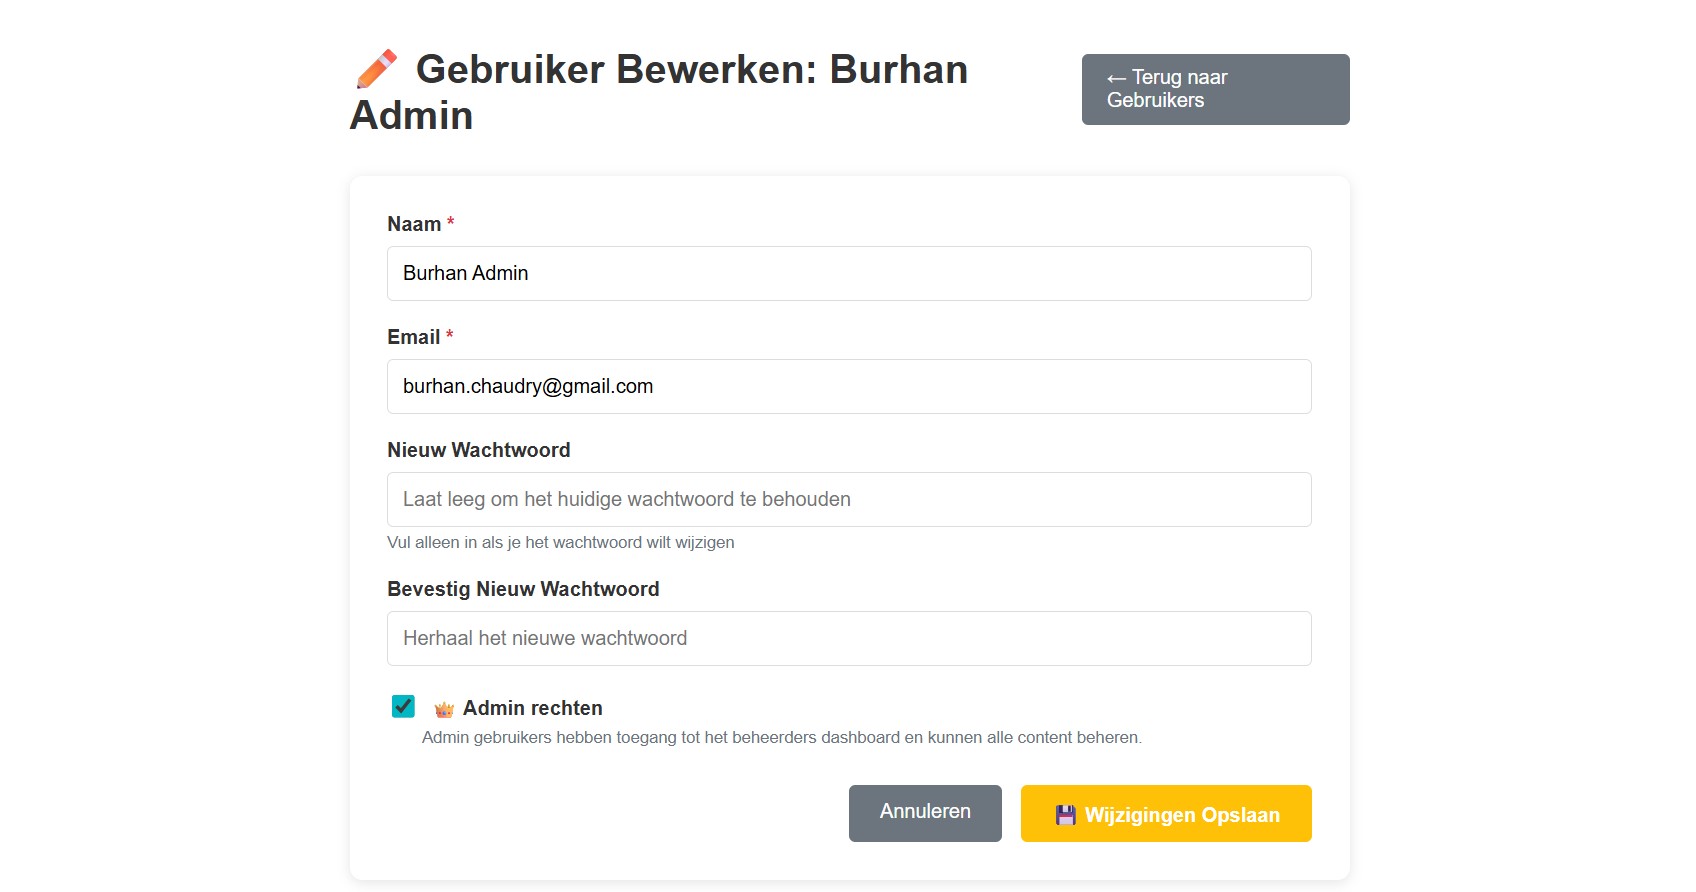 Gebruiker Bewerken: Burhan
Admin
← Terug naar
Gebruikers
Naam *
Burhan Admin
Email *
burhan.chaudry@gmail.com
Nieuw Wachtwoord
Laat leeg om het huidige wachtwoord te behouden
Vul alleen in als je het wachtwoord wilt wijzigen
Bevestig Nieuw Wachtwoord
Herhaal het nieuwe wachtwoord
Admin rechten
Admin gebruikers hebben toegang tot het beheerders dashboard en kunnen alle content beheren.
Annuleren
Wijzigingen Opslaan